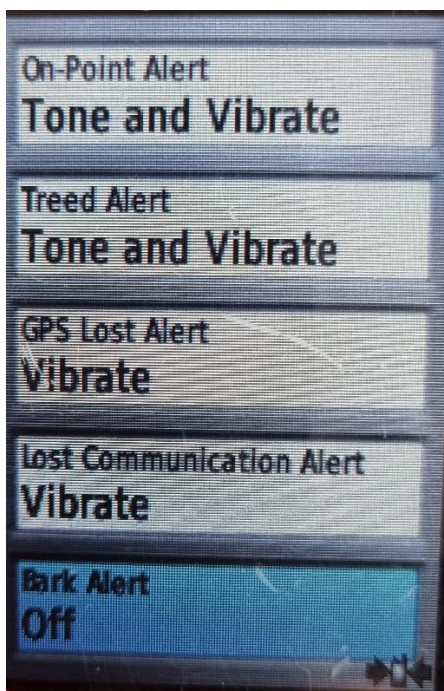 On-Point Alert
Tone and Vibrate
Treed Alert
Tone and Vibrate
GPS Lost Alert
Vibrate
Lost Communication Alert
Vibrate
Bark Alert
Off